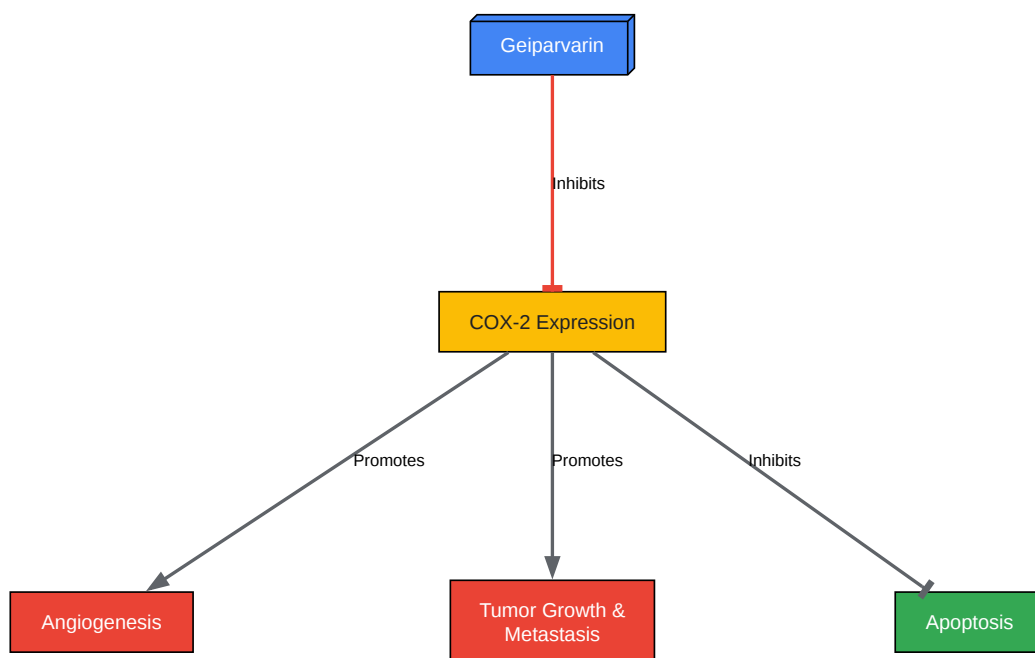 Geiparvarin
Inhibits
COX-2 Expression
Promotes
Promotes
Inhibits
Angiogenesis
Tumor Growth &
Metastasis
Apoptosis